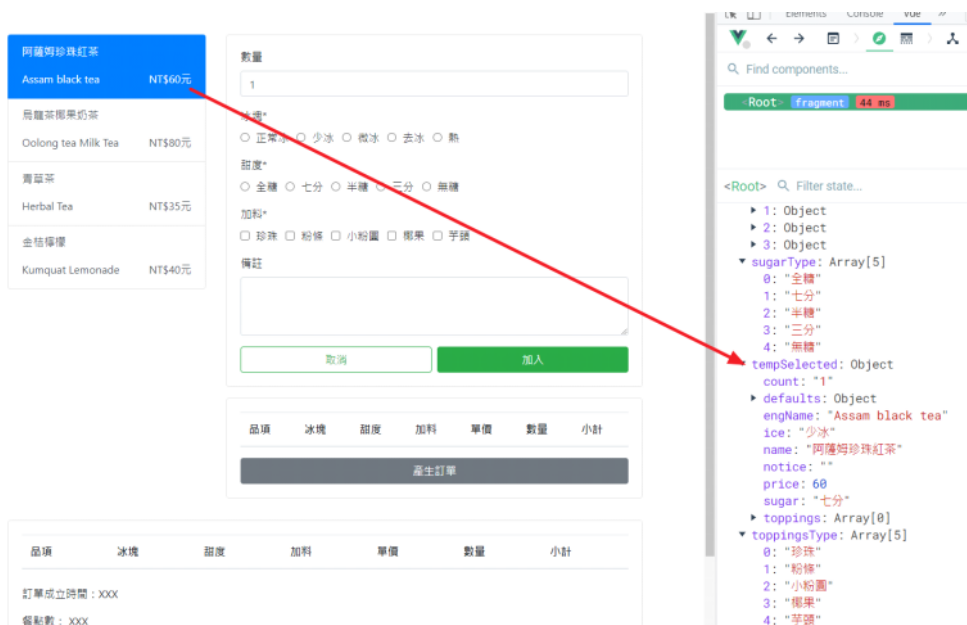 阿薩姆珍珠紅茶
Assam black tea NT$60元
烏龍茶椰果奶茶
Oolong tea Milk Tea NT$80元
青草茶
Herbal Tea NT$35元
金桔檸檬
Kumquat Lemonade NT$40元
數量
1
冰塊*
正常冰 少冰 微冰 去冰 熱
甜度*
全糖 七分 半糖 三分 無糖
加料*
珍珠 粉條 小粉圓 椰果 芋頭
備註
取消 加入
品項 冰塊 甜度 加料 單價 數量 小計
產生訂單
品項 冰塊 甜度 加料 單價 數量 小計
訂單成立時間：XXX
餐點數： XXX
Elements Console Vue »
Find components...
<Root> fragment 44 ms
<Root> Filter state...
1: Object
2: Object
3: Object
sugarType: Array[5]
0: "全糖"
1: "七分"
2: "半糖"
3: "三分"
4: "無糖"
tempSelected: Object
count: "1"
defaults: Object
engName: "Assam black tea"
ice: "少冰"
name: "阿薩姆珍珠紅茶"
notice: ""
price: 60
sugar: "七分"
toppings: Array[0]
toppingsType: Array[5]
0: "珍珠"
1: "粉條"
2: "小粉圓"
3: "椰果"
4: "芋頭"